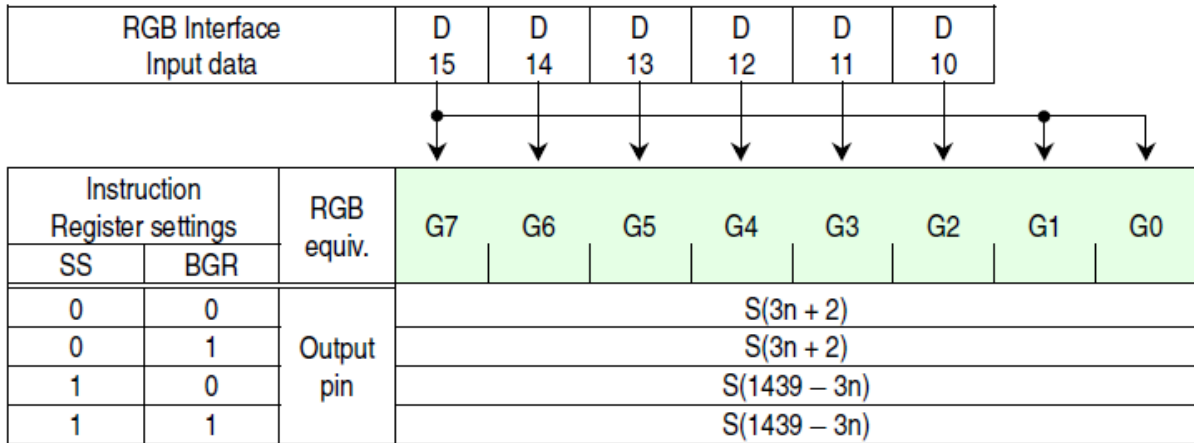 RGB Interface D D D D D D
Input data 15 14 13 12 11 10
Instruction
Register settings
RGB
equiv.
G7 G6 G5 G4 G3 G2 G1 G0
SS BGR
0 0 S(3n + 2)
0 1 S(3n + 2)
Output
pin
1 0 S(1439 – 3n)
1 1 S(1439 – 3n)